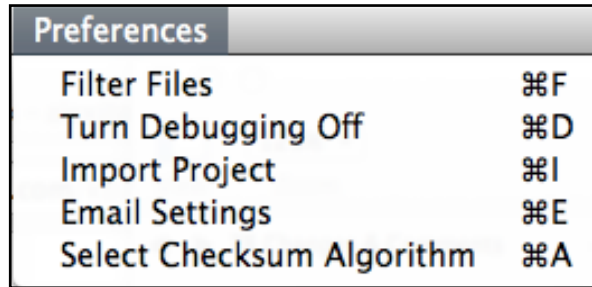 Preferences
Filter Files ⌘F
Turn Debugging Off ⌘D
Import Project ⌘I
Email Settings ⌘E
Select Checksum Algorithm ⌘A